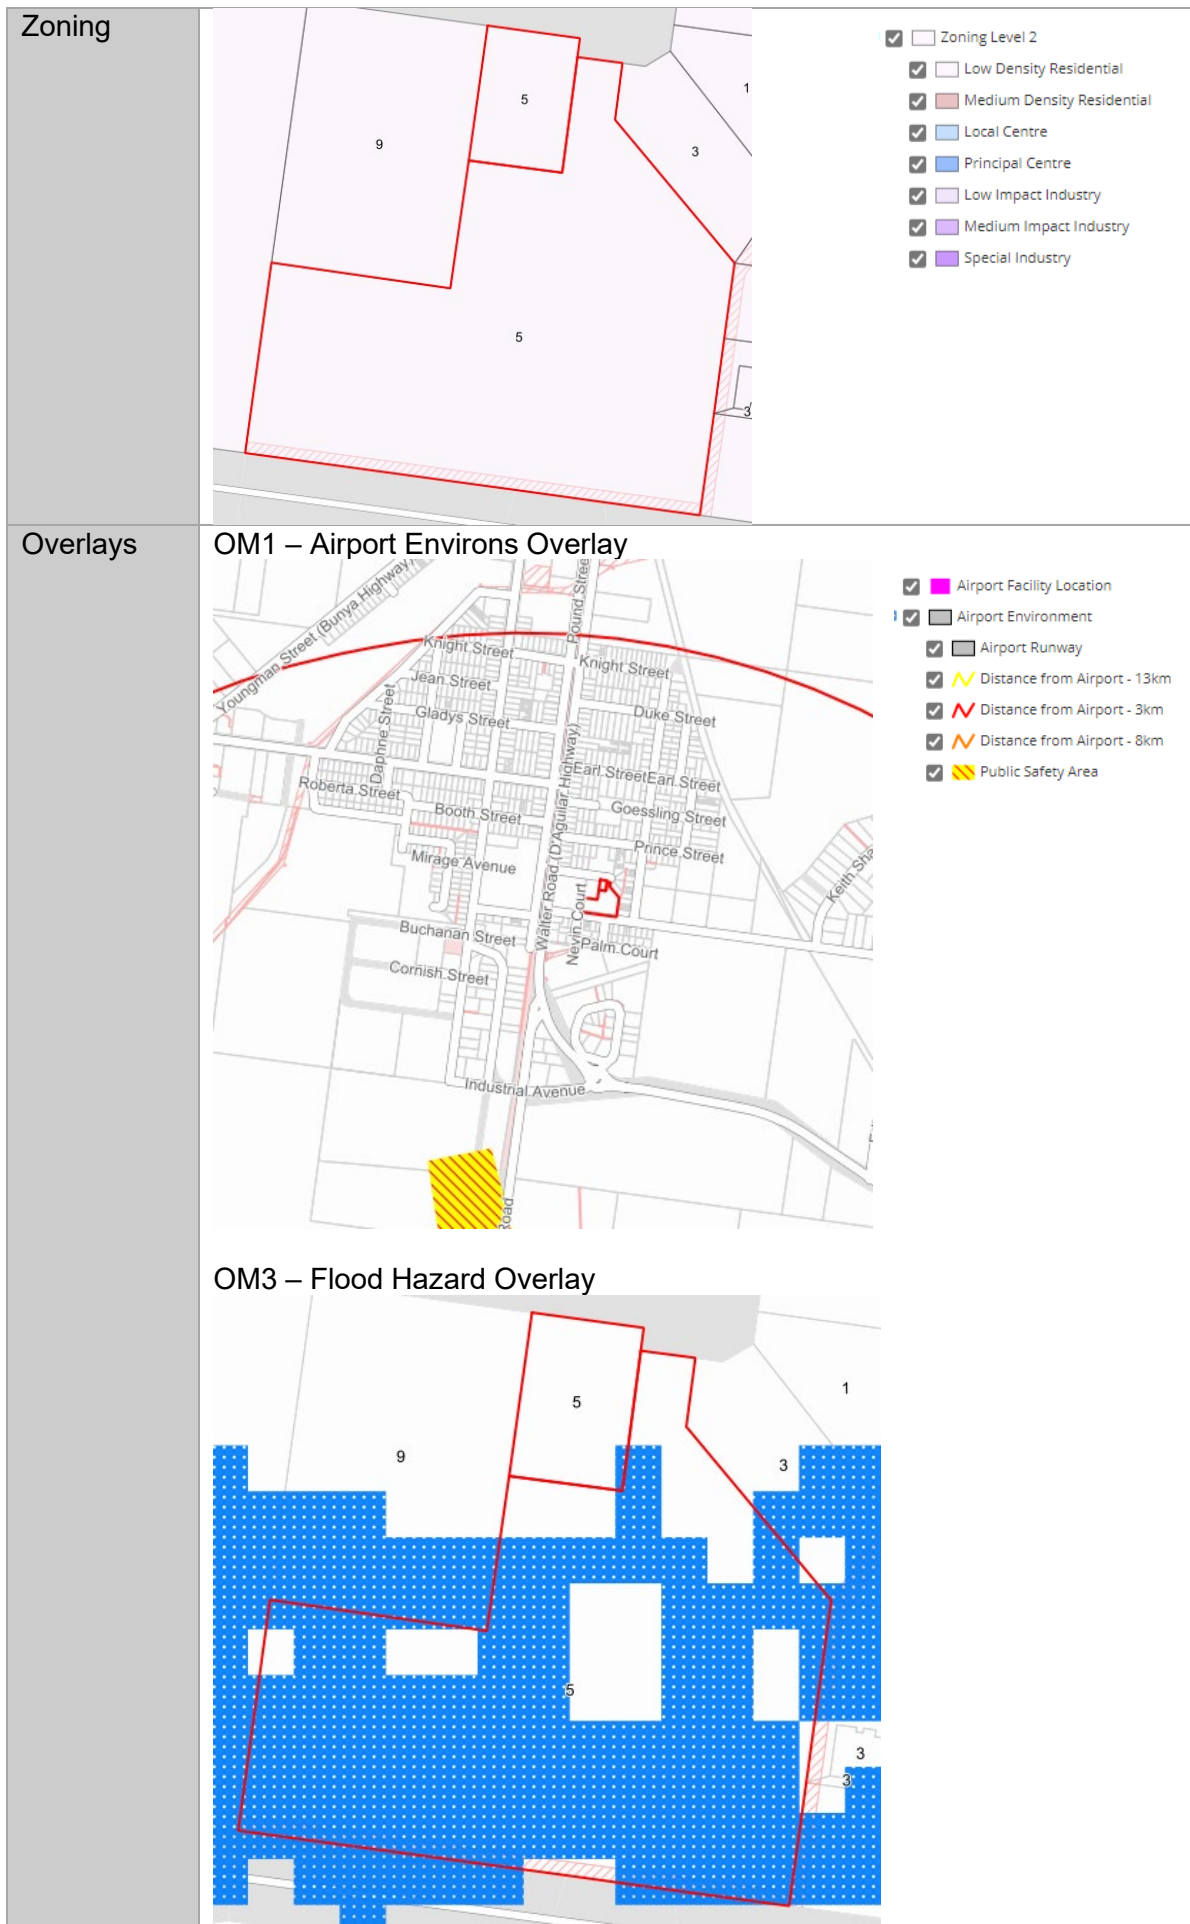 Zoning
5
9
1
3
5
3
Zoning Level 2
Low Density Residential
Medium Density Residential
Local Centre
Principal Centre
Low Impact Industry
Medium Impact Industry
Special Industry
Overlays
OM1 – Airport Environs Overlay
Youngman Street (Bunya Highway)
Pound Stree
Knight Street
Knight Street
Jean Street
Daphne Street
Gladys Street
Duke Street
Walter Road (D'Aguilar Highway)
Earl Street
Earl Street
Roberta Street
Booth Street
Goessling Street
Prince Street
Mirage Avenue
Keith Sha
Nevin Court
Buchanan Street
Palm Court
Cornish Street
Industrial Avenue
Road
Airport Facility Location
Airport Environment
Airport Runway
Distance from Airport - 13km
Distance from Airport - 3km
Distance from Airport - 8km
Public Safety Area
OM3 – Flood Hazard Overlay
5
1
9
3
5
3
3